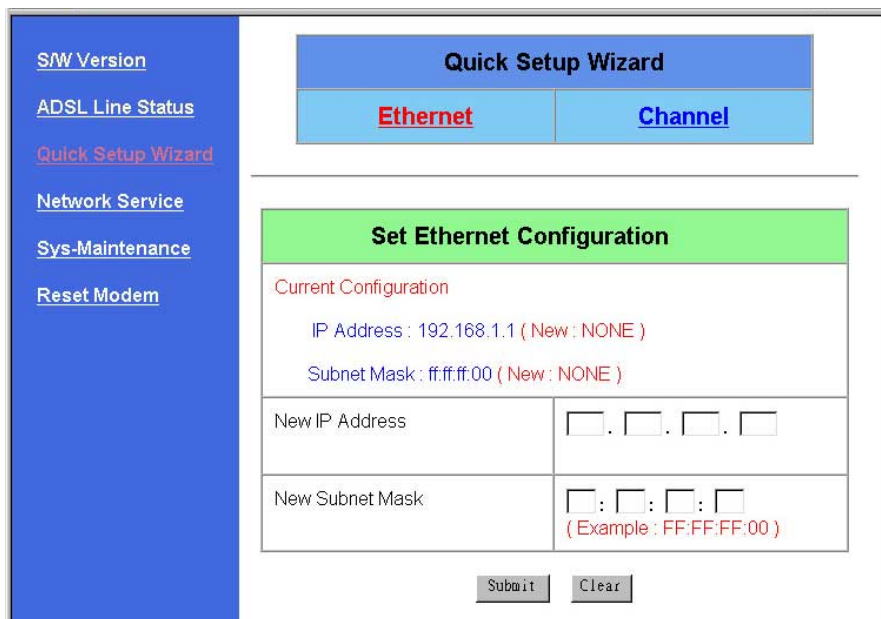 S/W Version
ADSL Line Status
Quick Setup Wizard
Network Service
Sys-Maintenance
Reset Modem
Quick Setup Wizard
Ethernet
Channel
Set Ethernet Configuration
Current Configuration
IP Address : 192.168.1.1 ( New : NONE )
Subnet Mask : ff:ff:ff:00 ( New : NONE )
New IP Address
. . .
New Subnet Mask
: : :
( Example : FF:FF:FF:00 )
Submit
Clear